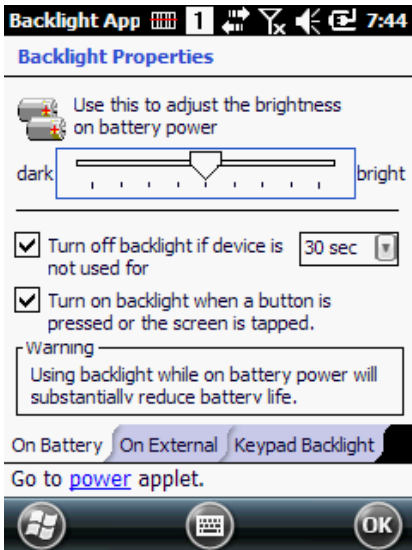 Backlight App 1 7:44
Backlight Properties
Use this to adjust the brightness
on battery power
dark bright
Turn off backlight if device is 30 sec
not used for
Turn on backlight when a button is
pressed or the screen is tapped.
Warning
Using backlight while on battery power will
substantially reduce battery life.
On Battery On External Keypad Backlight
Go to power applet.
OK